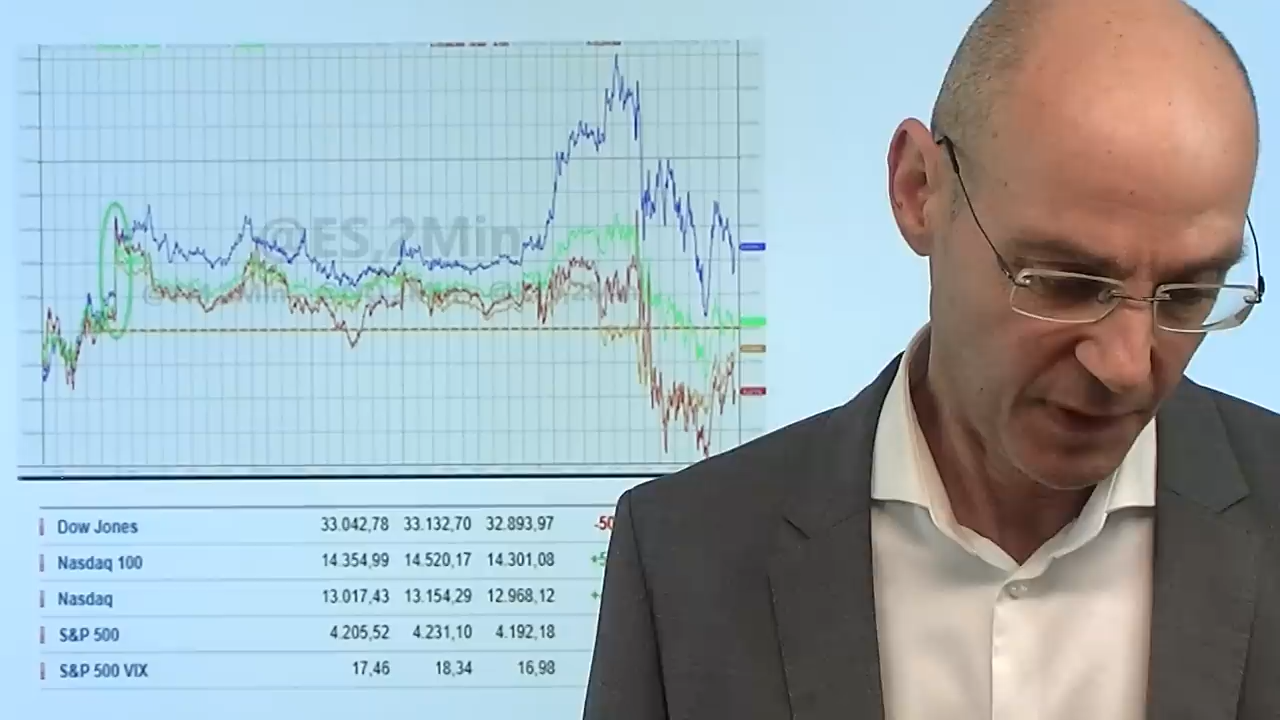 @ES,2Min
Dow Jones 33.042,78 33.132,70 32.893,97 -50
Nasdaq 100 14.354,99 14.520,17 14.301,08
Nasdaq 13.017,43 13.154,29 12.968,12
S&P 500 4.205,52 4.231,10 4.192,18
S&P 500 VIX 17,46 18,34 16,98